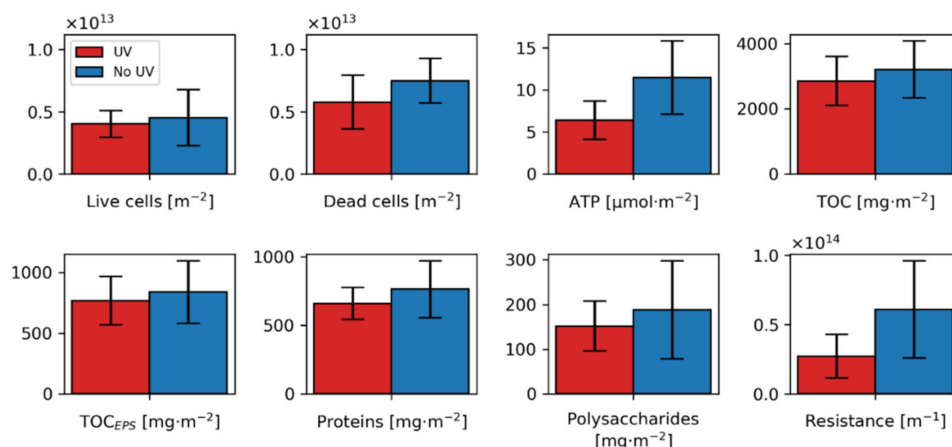 ×10¹³
1.0
0.5
0.0
UV
No UV
Live cells [m⁻²]
×10¹³
1.0
0.5
0.0
Dead cells [m⁻²]
15
10
5
0
ATP [μmol·m⁻²]
4000
2000
0
TOC [mg·m⁻²]
1000
500
0
TOC_EPS [mg·m⁻²]
1000
500
0
Proteins [mg·m⁻²]
300
200
100
0
Polysaccharides
[mg·m⁻²]
×10¹⁴
1.0
0.5
0.0
Resistance [m⁻¹]